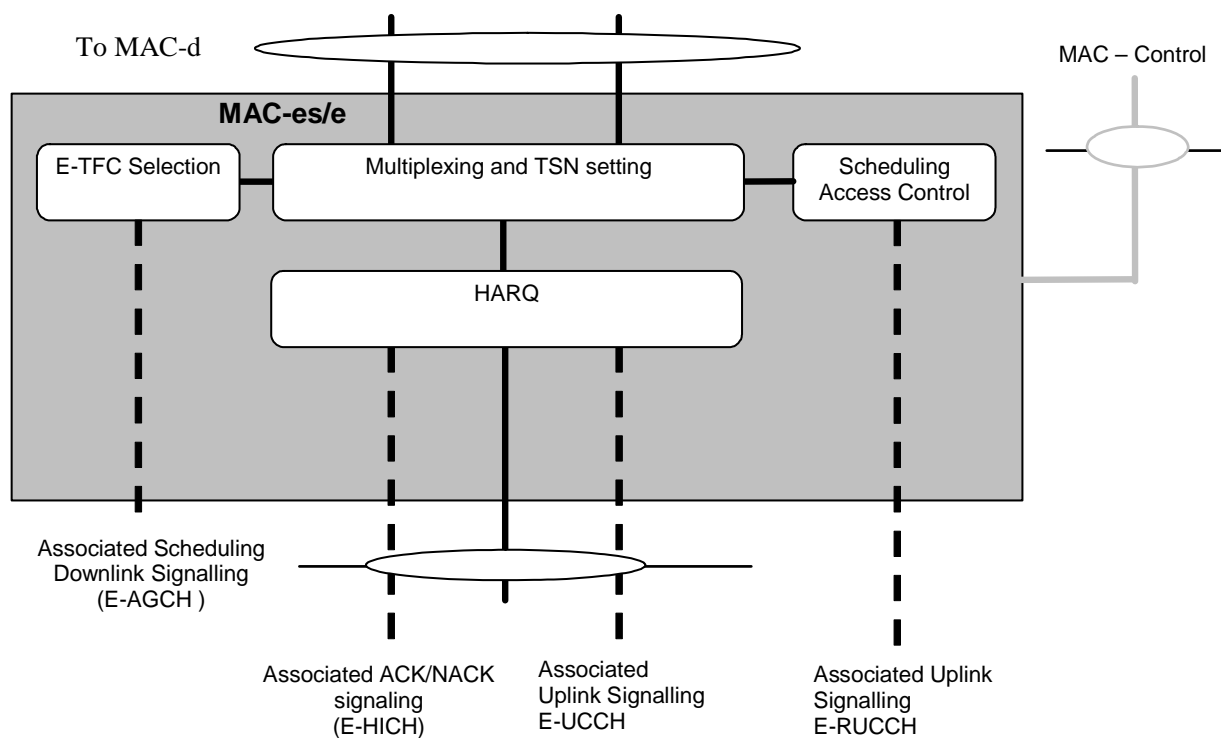 To MAC-d
MAC – Control
MAC-es/e
E-TFC Selection
Multiplexing and TSN setting
Scheduling
Access Control
HARQ
Associated Scheduling
Downlink Signalling
(E-AGCH )
Associated ACK/NACK
signaling
(E-HICH)
Associated
Uplink Signalling
E-UCCH
Associated Uplink
Signalling
E-RUCCH